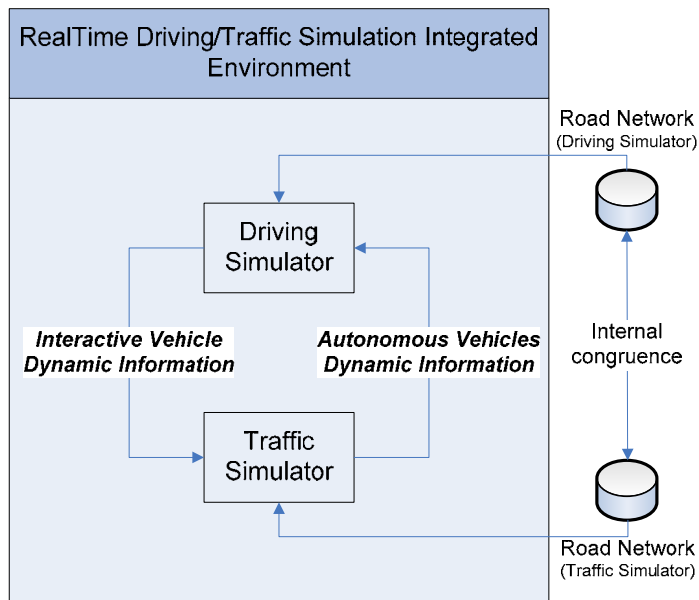 RealTime Driving/Traffic Simulation Integrated
Environment
Road Network
(Driving Simulator)
Driving
Simulator
Interactive Vehicle
Dynamic Information
Autonomous Vehicles
Dynamic Information
Internal
congruence
Traffic
Simulator
Road Network
(Traffic Simulator)